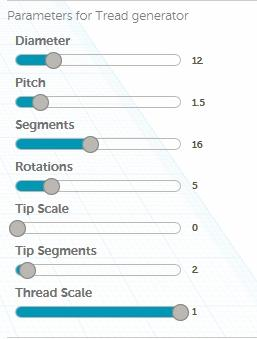 Parameters for Tread generator
Diameter
12
Pitch
1.5
Segments
16
Rotations
5
Tip Scale
0
Tip Segments
2
Thread Scale
1